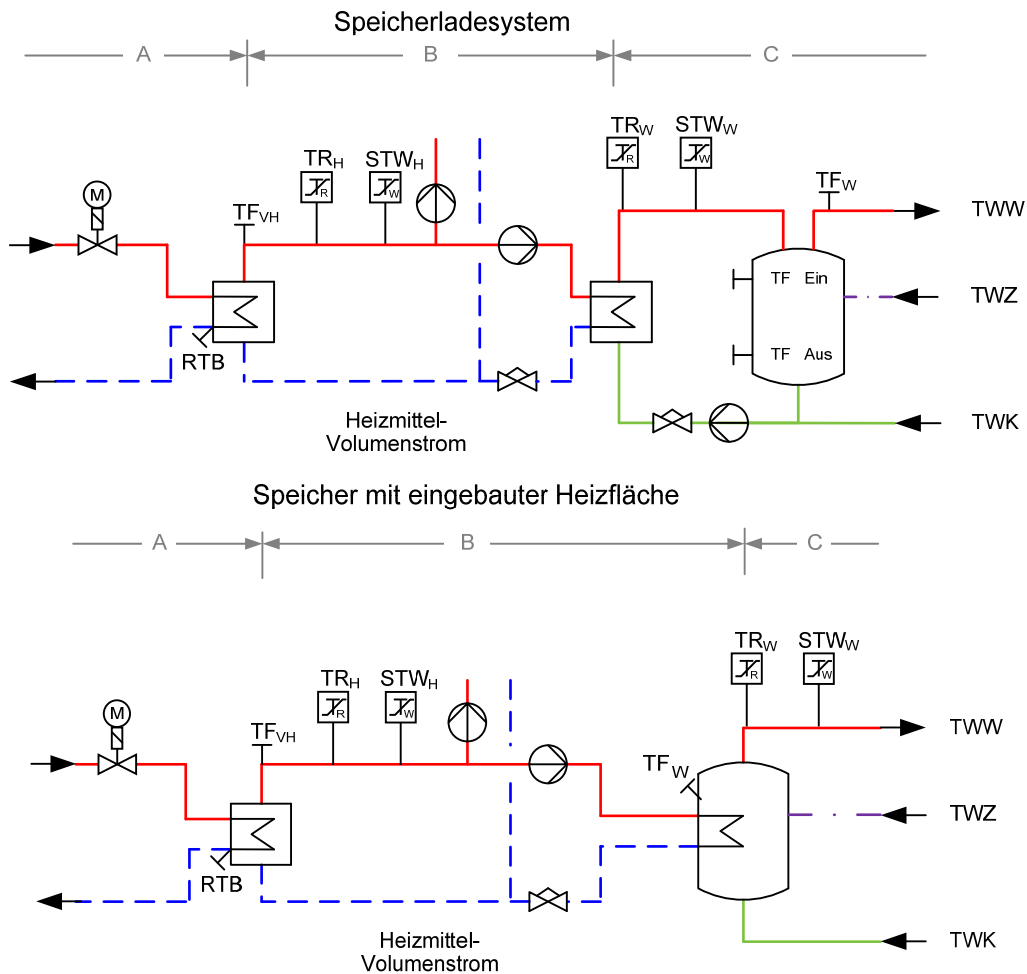 Speicherladesystem
A B C
TR_W STW_W
TR_H STW_H
R W
M R W TF_W
TF_VH TWW
TF Ein TWZ
RTB TF Aus
Heizmittel-
Volumenstrom
TWK
Speicher mit eingebauter Heizfläche
A B C
TR_W STW_W
TR_H STW_H R W
M R W
TF_VH TWW
TF_W
TWZ
RTB
Heizmittel-
Volumenstrom
TWK